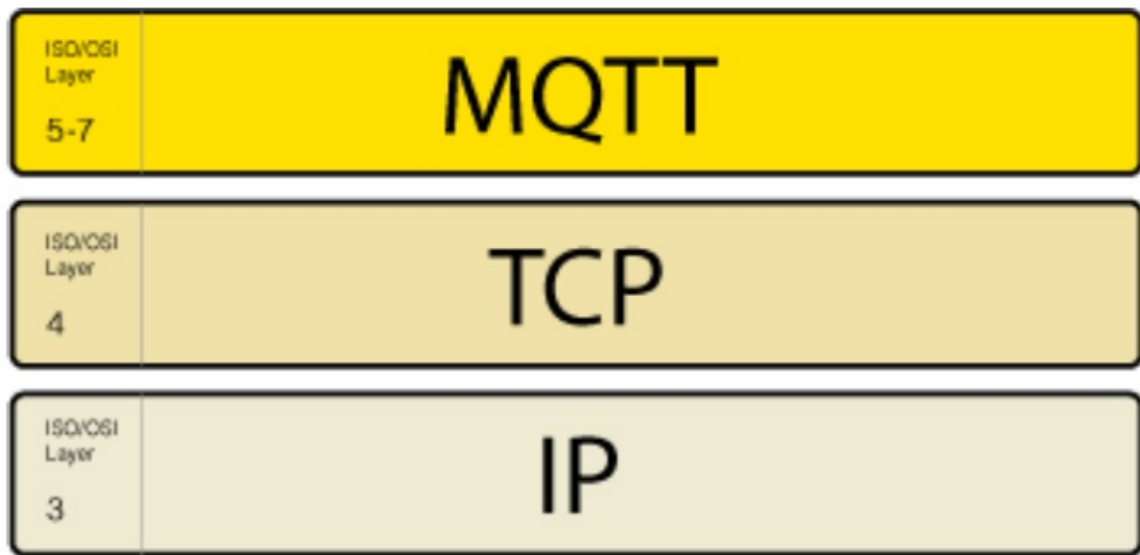 ISO/OSI
Layer
5-7
MQTT
ISO/OSI
Layer
4
TCP
ISO/OSI
Layer
3
IP